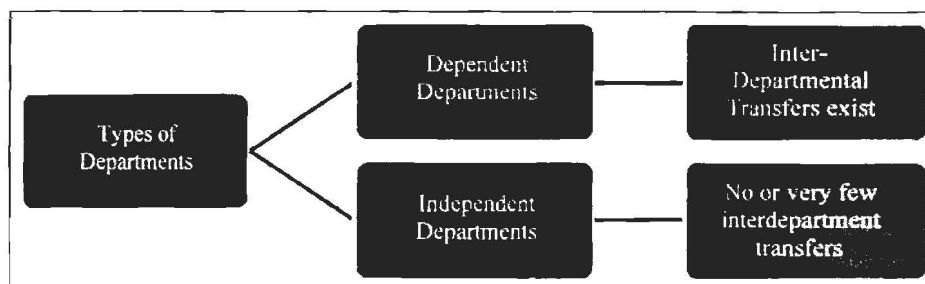 Types of
Departments
Dependent
Departments
Inter-
Departmental
Transfers exist
Independent
Departments
No or very few
interdepartment
transfers